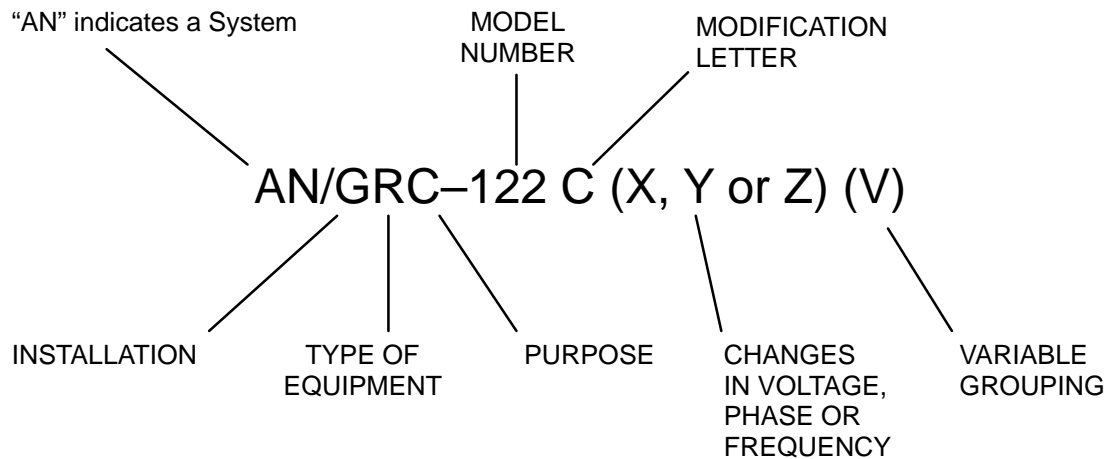 “AN” indicates a System
MODEL
NUMBER
MODIFICATION
LETTER
AN/GRC–122 C (X, Y or Z) (V)
INSTALLATION
TYPE OF
EQUIPMENT
PURPOSE
CHANGES
IN VOLTAGE,
PHASE OR
FREQUENCY
VARIABLE
GROUPING